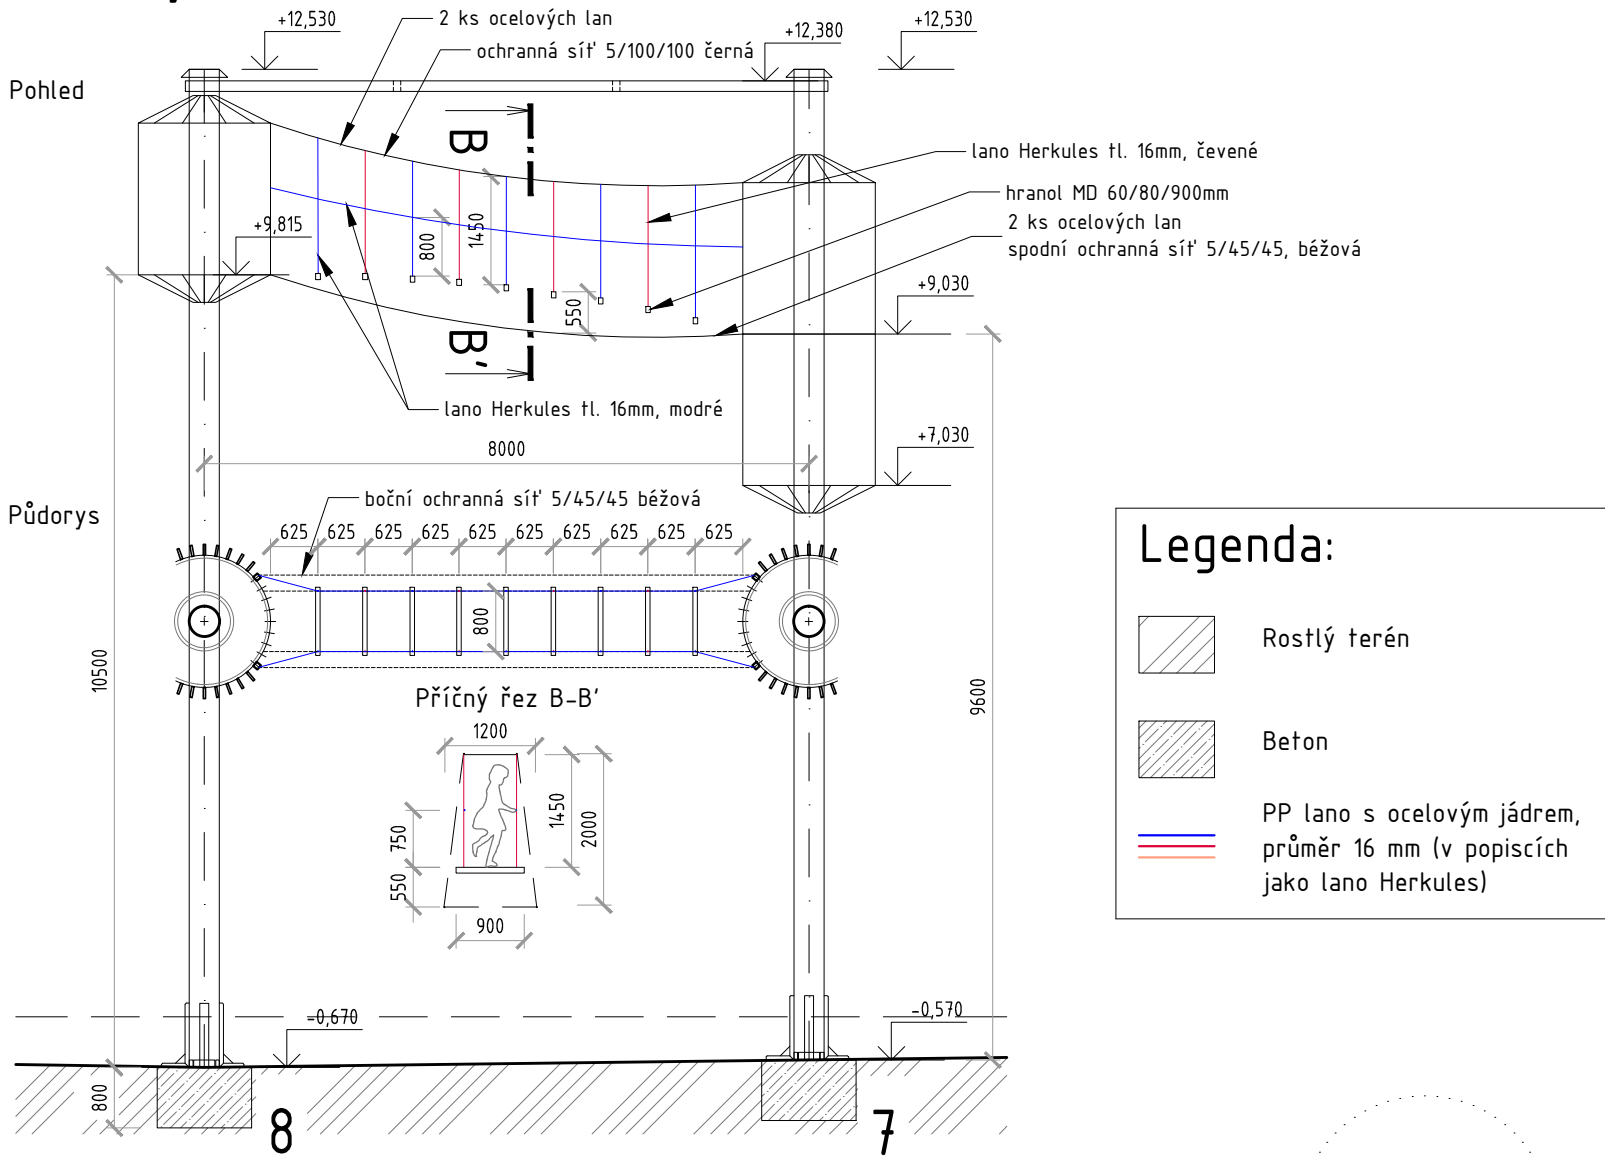 +12,530
2 ks ocelových lan
ochranná síť 5/100/100 černá
+12,380
+12,530
Pohled
B
lano Herkules tl. 16mm, čevené
hranol MD 60/80/900mm
2 ks ocelových lan
spodní ochranná síť 5/45/45, béžová
+9,815
800
1450
550
+9,030
B'
lano Herkules tl. 16mm, modré
+7,030
8000
boční ochranná síť 5/45/45 béžová
Půdorys
625 625 625 625 625 625 625 625 625 625
800
10500
9600
Příčný řez B-B'
1200
750
550
1450
2000
900
Legenda:
Rostlý terén
Beton
PP lano s ocelovým jádrem,
průměr 16 mm (v popiscích
jako lano Herkules)
-0,670
-0,570
800
8
7